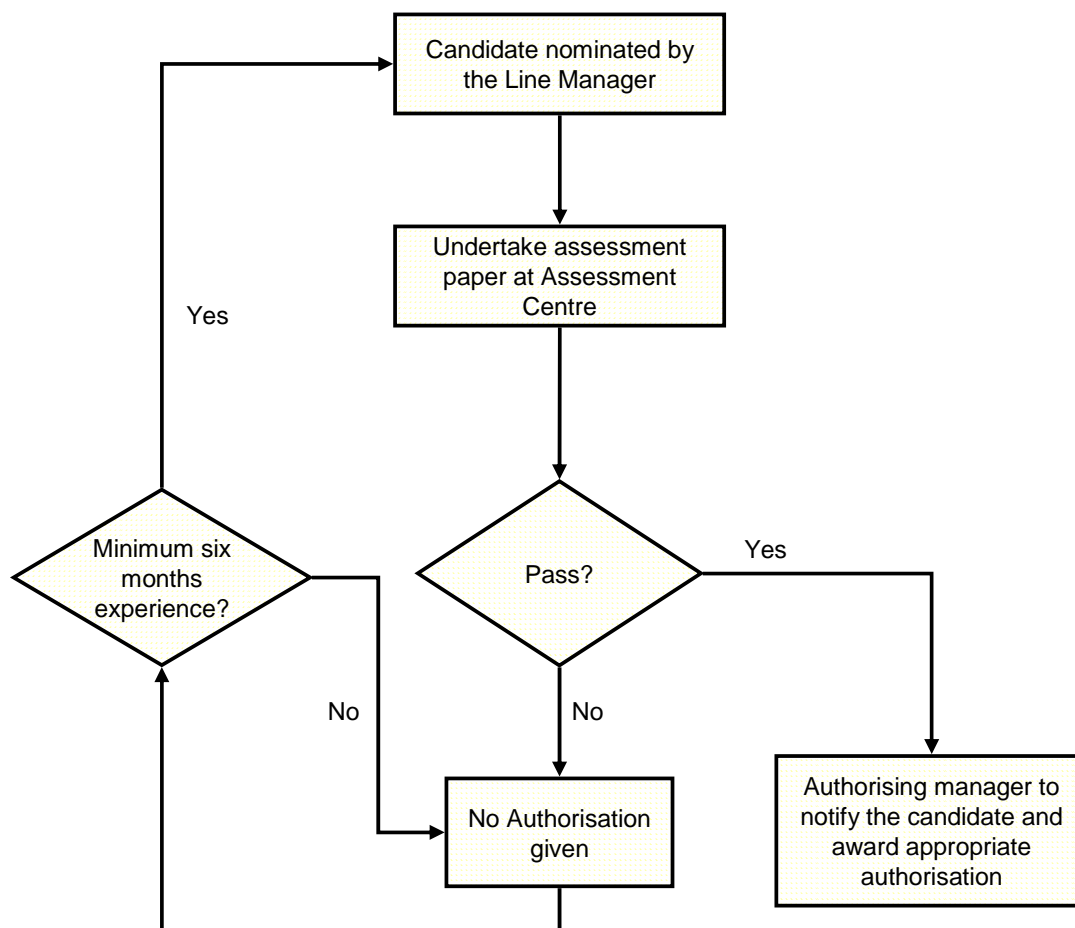 Candidate nominated by
the Line Manager
Undertake assessment
paper at Assessment
Centre
Yes
Minimum six
months
experience?
Pass?
Yes
No
No
No Authorisation
given
Authorising manager to
notify the candidate and
award appropriate
authorisation